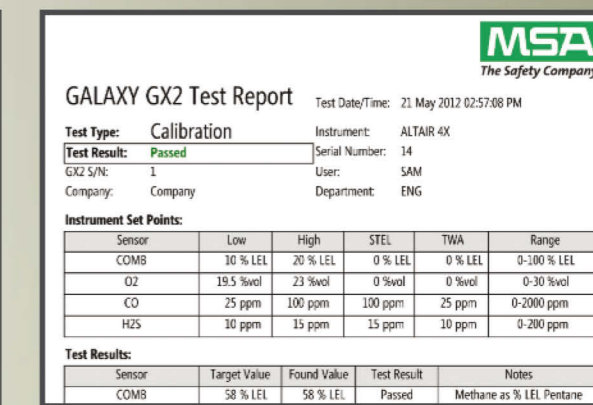 MSA
The Safety Company
GALAXY GX2 Test Report Test Date/Time: 21 May 2012 02:57:08 PM
Test Type: Calibration Instrument: ALTAIR 4X
Test Result: Passed Serial Number: 14
GX2 S/N: 1 User: SAM
Company: Company Department: ENG
Instrument Set Points:
Sensor Low High STEL TWA Range
COMB 10 % LEL 20 % LEL 0 % LEL 0 % LEL 0-100 % LEL
O2 19.5 %vol 23 %vol 0 %vol 0 %vol 0-30 %vol
CO 25 ppm 100 ppm 100 ppm 25 ppm 0-2000 ppm
H2S 10 ppm 15 ppm 15 ppm 10 ppm 0-200 ppm
Test Results:
Sensor Target Value Found Value Test Result Notes
COMB 58 % LEL 58 % LEL Passed Methane as % LEL Pentane